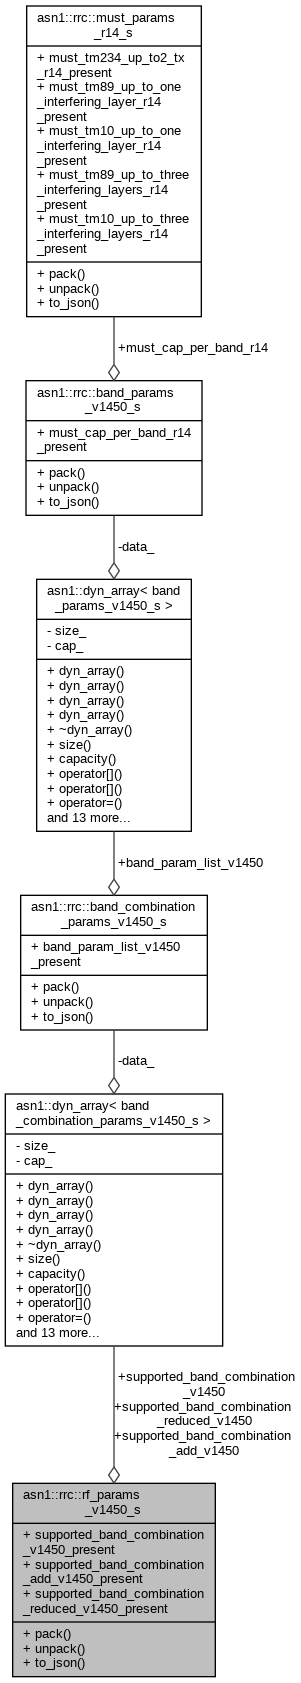 asn1::rrc::must_params
_r14_s
+ must_tm234_up_to2_tx
_r14_present
+ must_tm89_up_to_one
_interfering_layer_r14
_present
+ must_tm10_up_to_one
_interfering_layer_r14
_present
+ must_tm89_up_to_three
_interfering_layers_r14
_present
+ must_tm10_up_to_three
_interfering_layers_r14
_present
+ pack()
+ unpack()
+ to_json()
+must_cap_per_band_r14
asn1::rrc::band_params
_v1450_s
+ must_cap_per_band_r14
_present
+ pack()
+ unpack()
+ to_json()
-data_
asn1::dyn_array< band
_params_v1450_s >
- size_
- cap_
+ dyn_array()
+ dyn_array()
+ dyn_array()
+ dyn_array()
+ ~dyn_array()
+ size()
+ capacity()
+ operator[]()
+ operator[]()
+ operator=()
and 13 more...
+band_param_list_v1450
asn1::rrc::band_combination
_params_v1450_s
+ band_param_list_v1450
_present
+ pack()
+ unpack()
+ to_json()
-data_
asn1::dyn_array< band
_combination_params_v1450_s >
- size_
- cap_
+ dyn_array()
+ dyn_array()
+ dyn_array()
+ dyn_array()
+ ~dyn_array()
+ size()
+ capacity()
+ operator[]()
+ operator[]()
+ operator=()
and 13 more...
+supported_band_combination
_v1450
+supported_band_combination
_reduced_v1450
+supported_band_combination
_add_v1450
asn1::rrc::rf_params
_v1450_s
+ supported_band_combination
_v1450_present
+ supported_band_combination
_add_v1450_present
+ supported_band_combination
_reduced_v1450_present
+ pack()
+ unpack()
+ to_json()